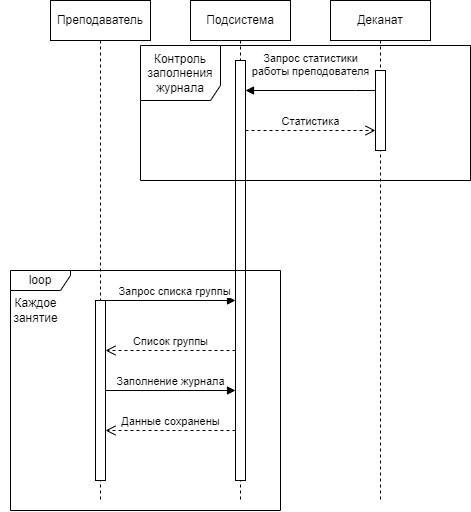 Преподаватель
Подсистема
Деканат
Контроль
заполнения
журнала
Запрос статистики
работы преподователя
Статистика
loop
Каждое
занятие
Запрос списка группы
Список группы
Заполнение журнала
Данные сохранены